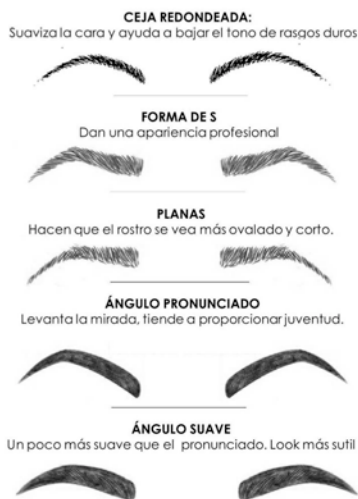 CEJA REDONDEADA:
Suaviza la cara y ayuda a bajar el tono de rasgos duros
FORMA DE S
Dan una apariencia profesional
PLANAS
Hacen que el rostro se vea más ovalado y corto.
ÁNGULO PRONUNCIADO
Levanta la mirada, tiende a proporcionar juventud.
ÁNGULO SUAVE
Un poco más suave que el pronunciado. Look más sutil